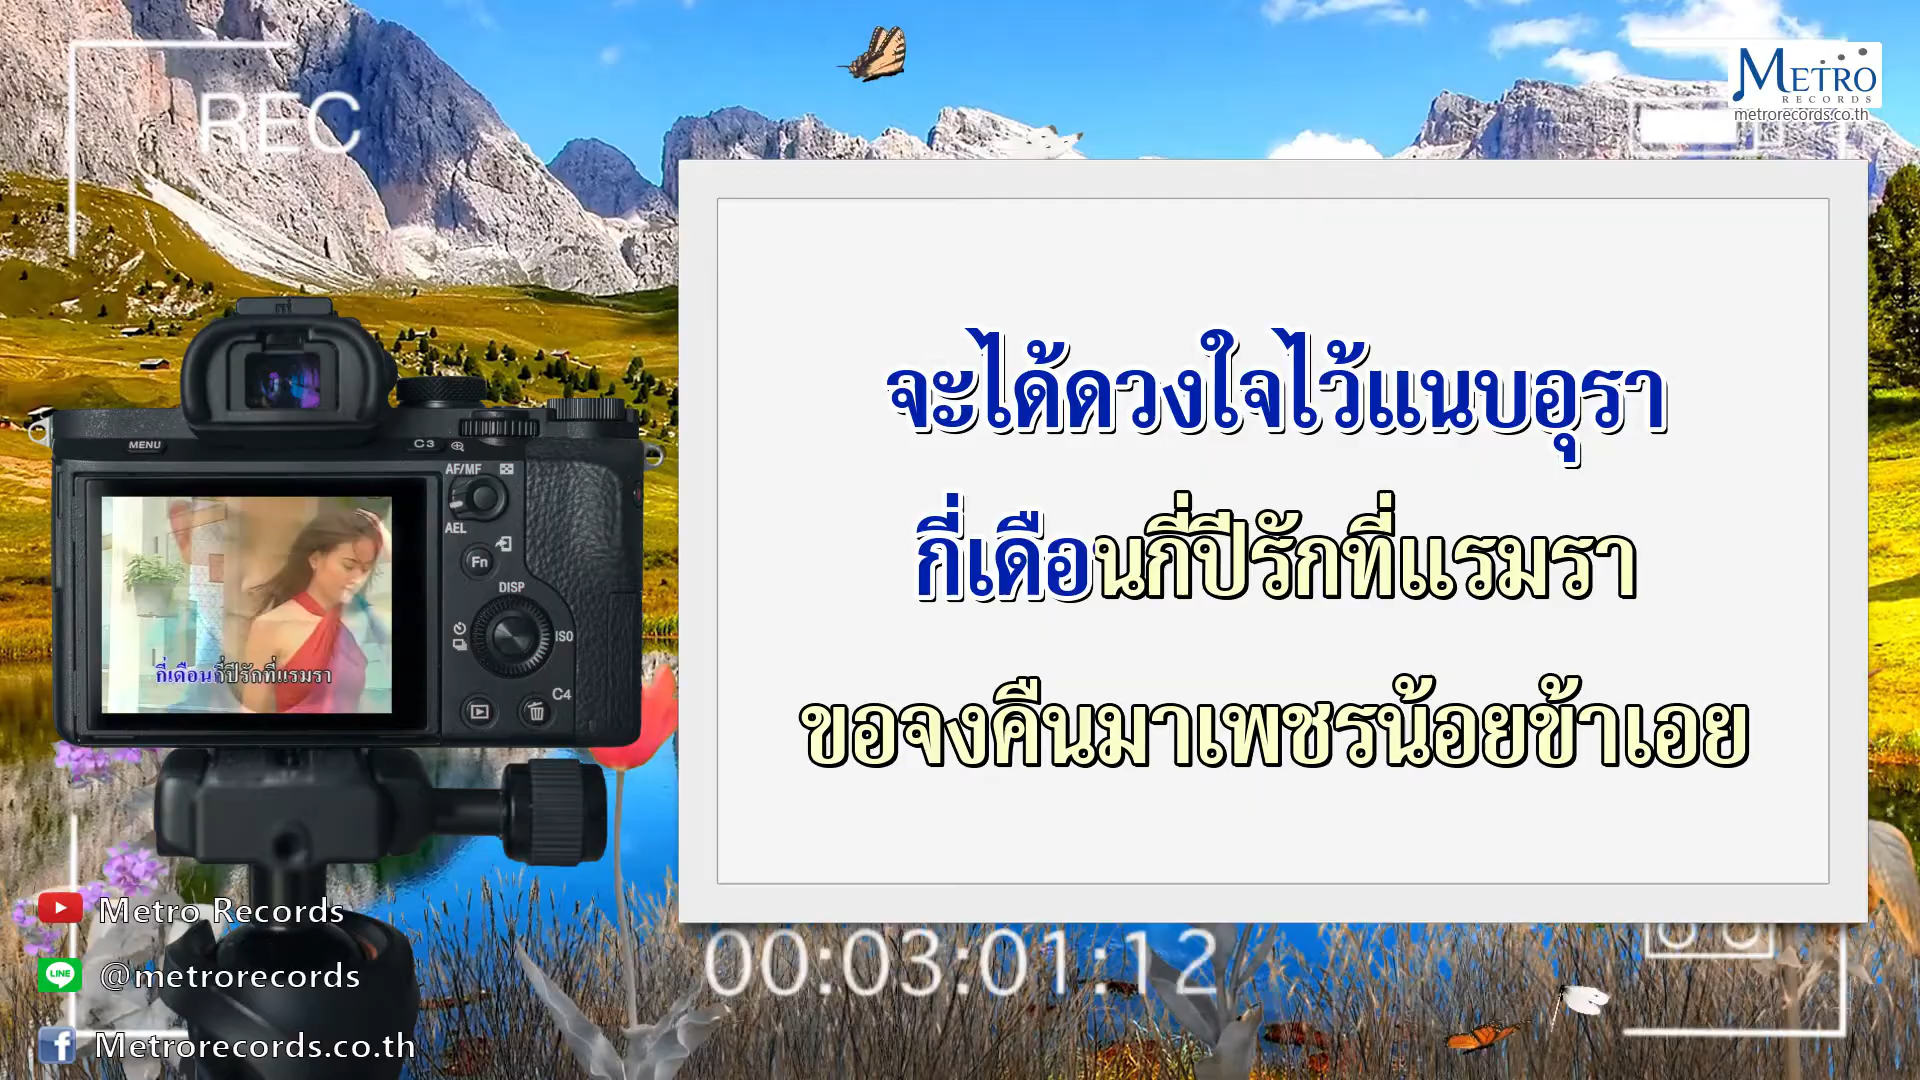 REC
METRO
RECORDS
metrorecords.co.th
จะได้ดวงใจไว้แนบอุรา
กี่เดือนกี่ปีรักที่แรมรา
ขอจงคืนมาเพชรน้อยข้าเอย
MENU
C3
AF/MF
AEL
Fn
DISP
ISO
C4
กี่เดือนกี่ปีรักที่แรมรา
Metro Records
LINE
@metrorecords
Metrorecords.co.th
00:03:01:12